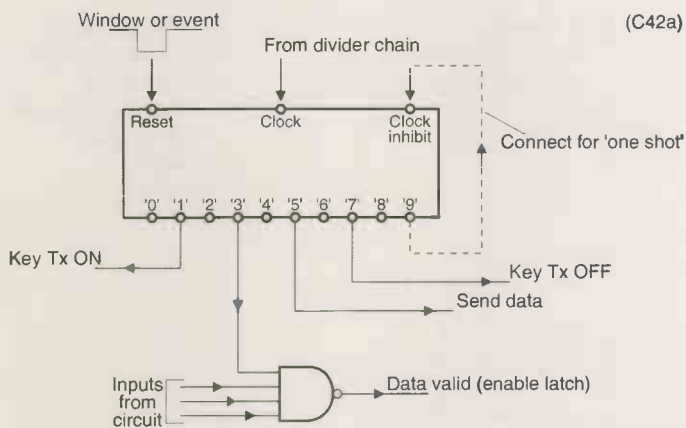 Window or event
From divider chain
(C42a)
Reset
Clock
Clock
inhibit
Connect for 'one shot'
'0' '1' '2' '3' '4' '5' '6' '7' '8' '9'
Key Tx ON
Key Tx OFF
Send data
Inputs
from
circuit
Data valid (enable latch)